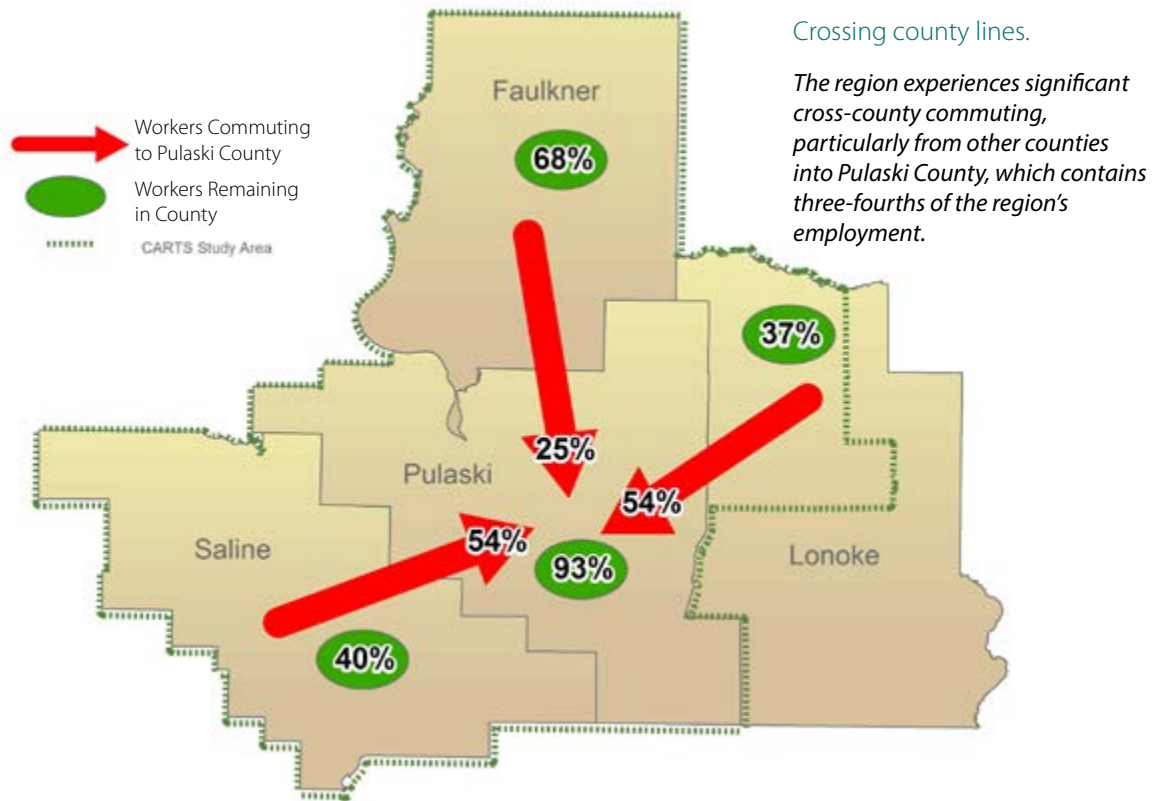 Crossing county lines.
The region experiences significant
cross-county commuting,
particularly from other counties
into Pulaski County, which contains
three-fourths of the region's
employment.
Workers Commuting
to Pulaski County
Workers Remaining
in County
CARTS Study Area
Faulkner
68%
37%
25%
Pulaski
54%
Saline
54%
93%
Lonoke
40%